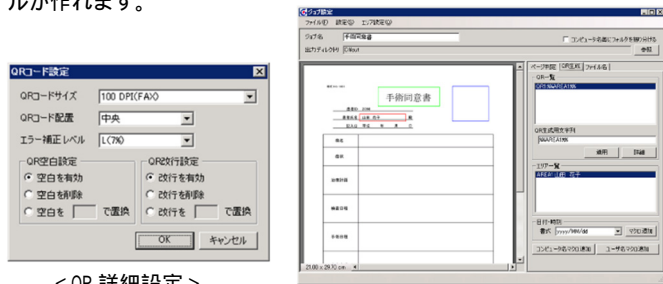 ルが作れます。
QRコード設定
QRコードサイズ 100 DPI(FAX)
QRコード配置 中央
エラー補正レベル L(7%)
QR空白設定
空白を有効
空白を削除
空白を で置換
QR改行設定
改行を有効
改行を削除
改行を で置換
OK キャンセル
<QR 詳細設定>
ジョブ設定
ファイル(F) 設定(S) エリア設定(Q)
ジョブ名 手術同意書
コンピュータ名毎にフォルダを振り分ける
出力ディレクトリ
参照
手術同意書
21.00 x 29.70 cm
ページ判定 QR生成 ファイル名
QR一覧
QR生成用文字列
適用 詳細
エリア一覧
AREA1 山田 花子
日付・時刻
書式 yyyy/MM/dd マクロ追加
コンピュータ名マクロ追加 ユーザ名マクロ追加